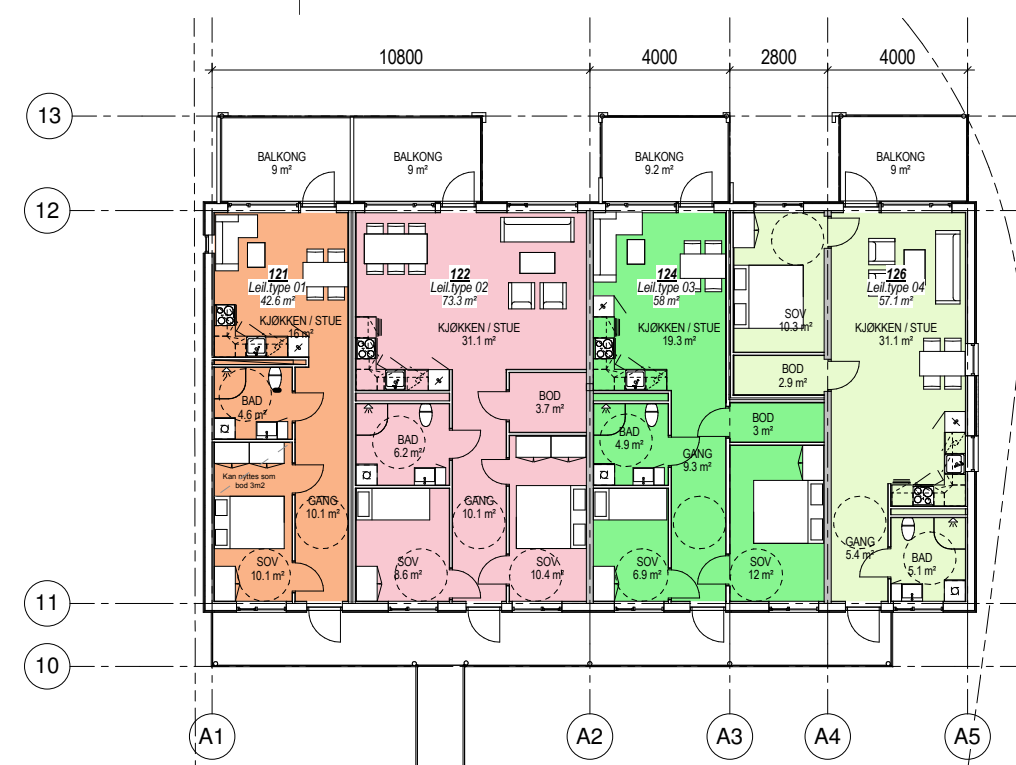 10800
4000
2800
4000
13
BALKONG
9 m²
BALKONG
9 m²
BALKONG
9.2 m²
BALKONG
9 m²
12
121
Leil.type 01
42.6 m²
KJØKKEN / STUE
16 m²
122
Leil.type 02
73.3 m²
KJØKKEN / STUE
31.1 m²
124
Leil.type 03
58 m²
KJØKKEN / STUE
19.3 m²
SOV
10.3 m²
126
Leil.type 04
57.1 m²
KJØKKEN / STUE
31.1 m²
BAD
4.6 m²
BOD
3.7 m²
BOD
2.9 m²
BAD
6.2 m²
BAD
4.9 m²
BOD
3 m²
GANG
9.3 m²
Kan nyttes som
bod 3m2
GANG
10.1 m²
GANG
10.1 m²
GANG
5.4 m²
SOV
10.1 m²
SOV
8.6 m²
SOV
10.4 m²
SOV
6.9 m²
SOV
12 m²
BAD
5.1 m²
11
10
A1
A2
A3
A4
A5